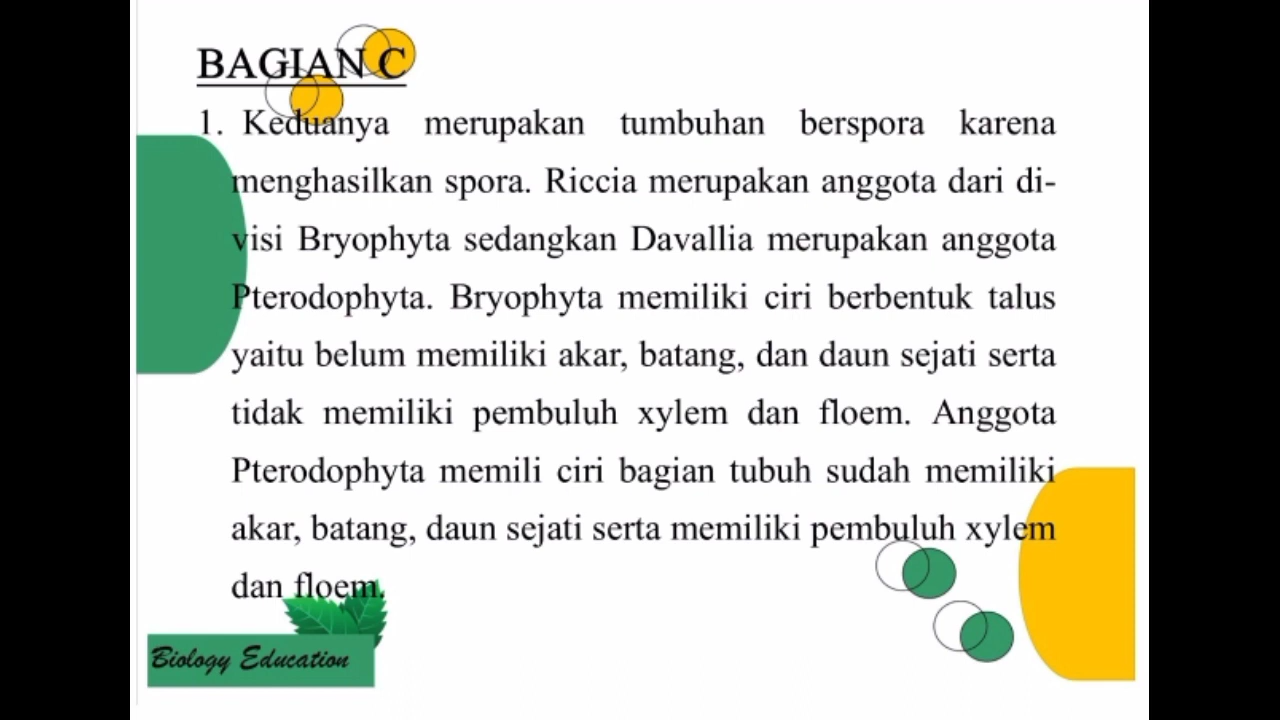 BAGIAN C
1. Keduanya merupakan tumbuhan berspora karena
menghasilkan spora. Riccia merupakan anggota dari di-
visi Bryophyta sedangkan Davallia merupakan anggota
Pterodophyta. Bryophyta memiliki ciri berbentuk talus
yaitu belum memiliki akar, batang, dan daun sejati serta
tidak memiliki pembuluh xylem dan floem. Anggota
Pterodophyta memili ciri bagian tubuh sudah memiliki
akar, batang, daun sejati serta memiliki pembuluh xylem
dan floem.
Biology Education